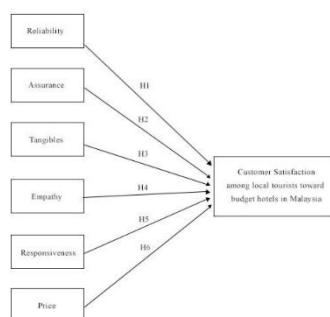 Reliability
H1
Assurance
H2
Tangibles
H3
Customer Satisfaction
among local tourists toward
budget hotels in Malaysia
Empathy
H4
H5
Responsiveness
H6
Price